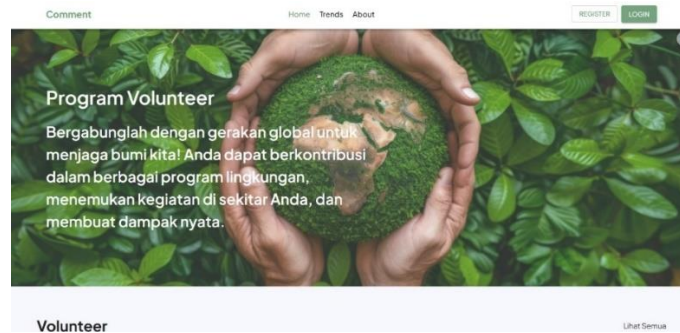 Comment
Home Trends About
REGISTER LOGIN
Program Volunteer
Bergabunglah dengan gerakan global untuk
menjaga bumi kita! Anda dapat berkontribusi
dalam berbagai program lingkungan,
menemukan kegiatan di sekitar Anda, dan
membuat dampak nyata.
Volunteer
Lihat Semua